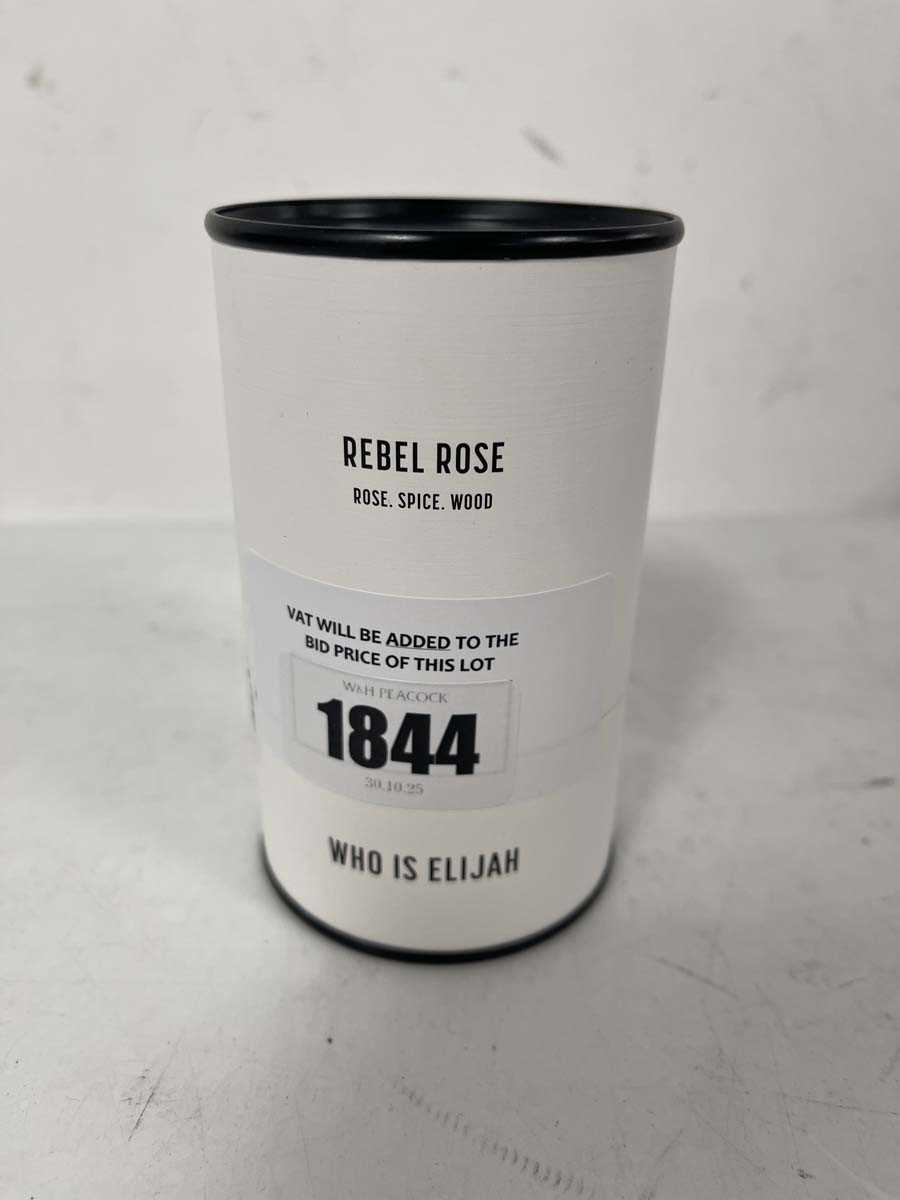 REBEL ROSE
ROSE. SPICE. WOOD
VAT WILL BE ADDED TO THE
BID PRICE OF THIS LOT
W&H PEACOCK
1844
30.10.25
WHO IS ELIJAH